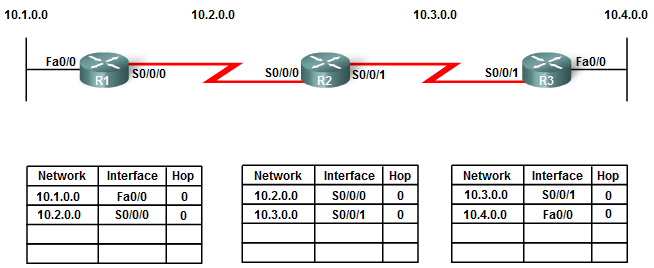 10.1.0.0 10.2.0.0 10.3.0.0 10.4.0.0
Fa0/0 R1 S0/0/0 S0/0/0 R2 S0/0/1 S0/0/1 R3 Fa0/0
Network Interface Hop
10.1.0.0 Fa0/0 0
10.2.0.0 S0/0/0 0
Network Interface Hop
10.2.0.0 S0/0/0 0
10.3.0.0 S0/0/1 0
Network Interface Hop
10.3.0.0 S0/0/1 0
10.4.0.0 Fa0/0 0